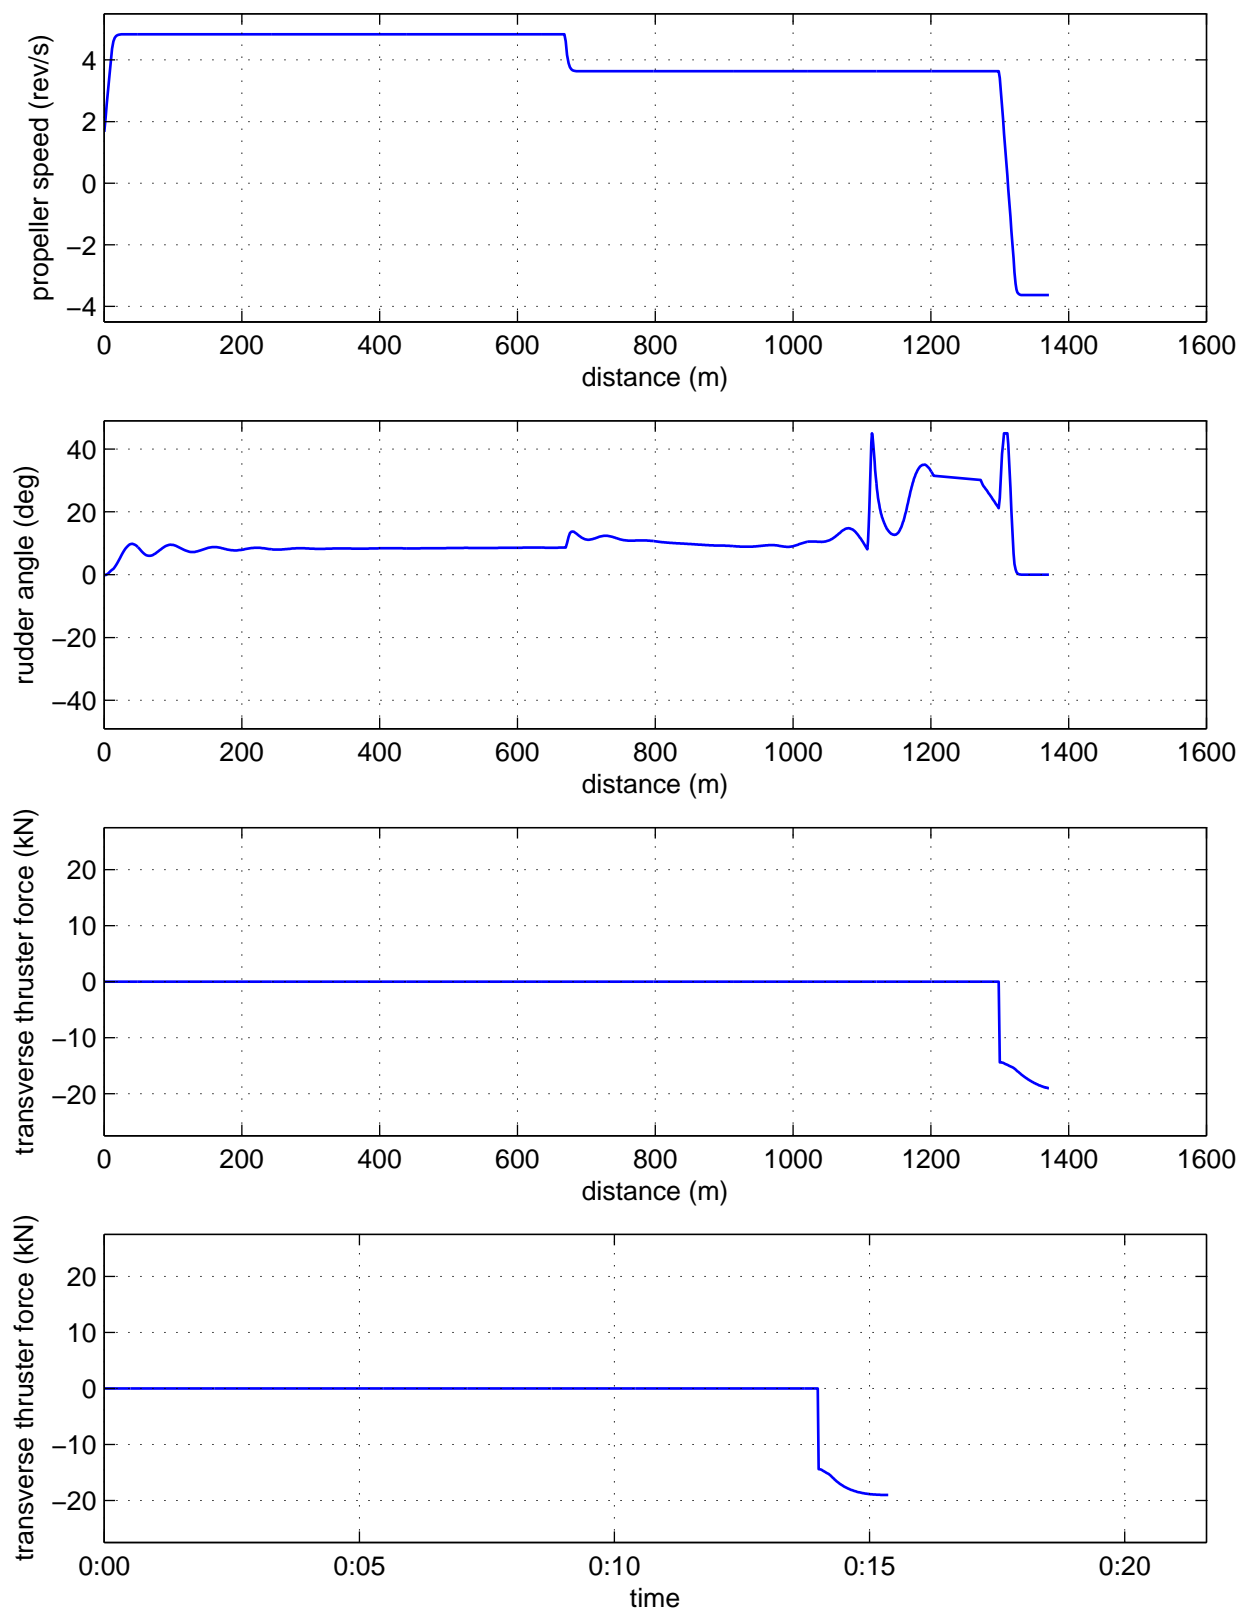 propeller speed (rev/s)
4
2
0
−2
−4
0 200 400 600 800 1000 1200 1400 1600
distance (m)
rudder angle (deg)
40
20
0
−20
−40
0 200 400 600 800 1000 1200 1400 1600
distance (m)
transverse thruster force (kN)
20
10
0
−10
−20
0 200 400 600 800 1000 1200 1400 1600
distance (m)
transverse thruster force (kN)
20
10
0
−10
−20
0:00 0:05 0:10 0:15 0:20
time